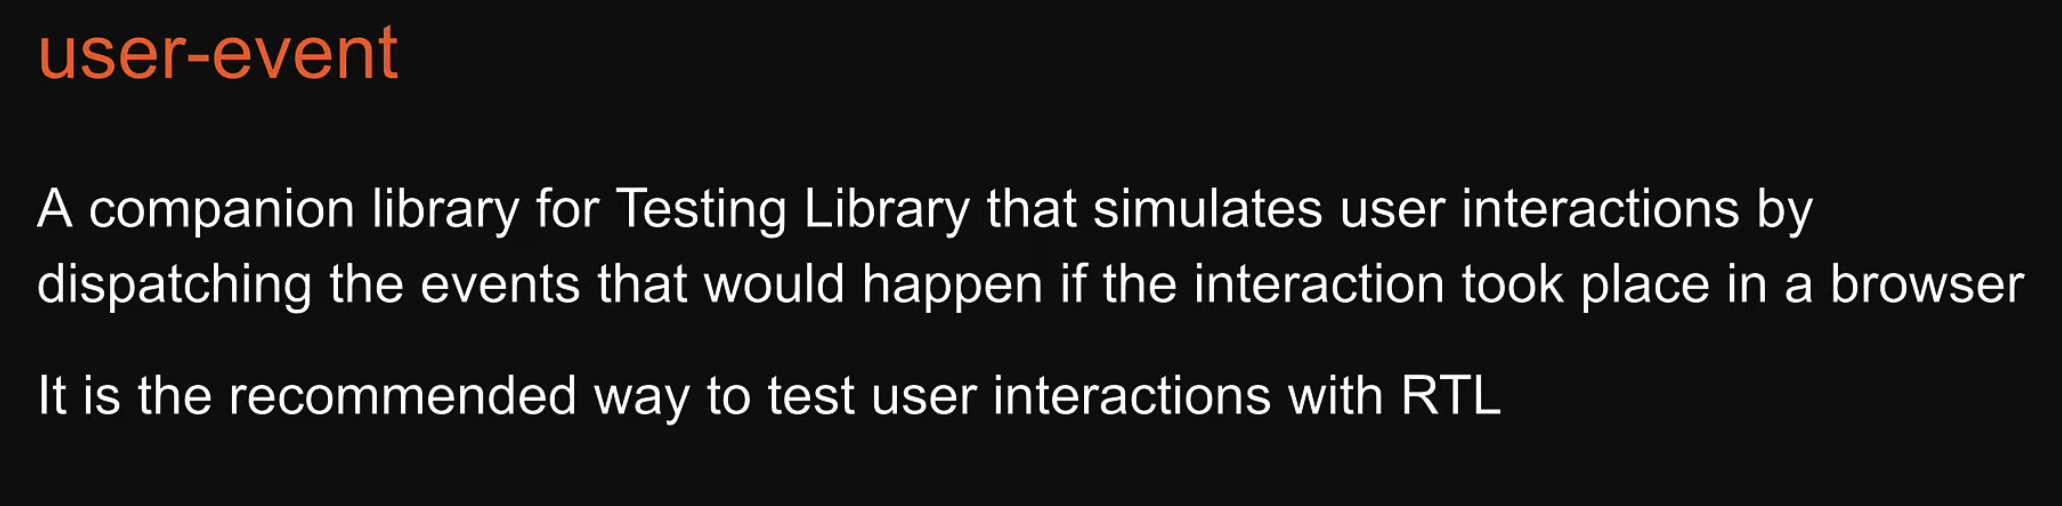 user-event
A companion library for Testing Library that simulates user interactions by
dispatching the events that would happen if the interaction took place in a browser
It is the recommended way to test user interactions with RTL